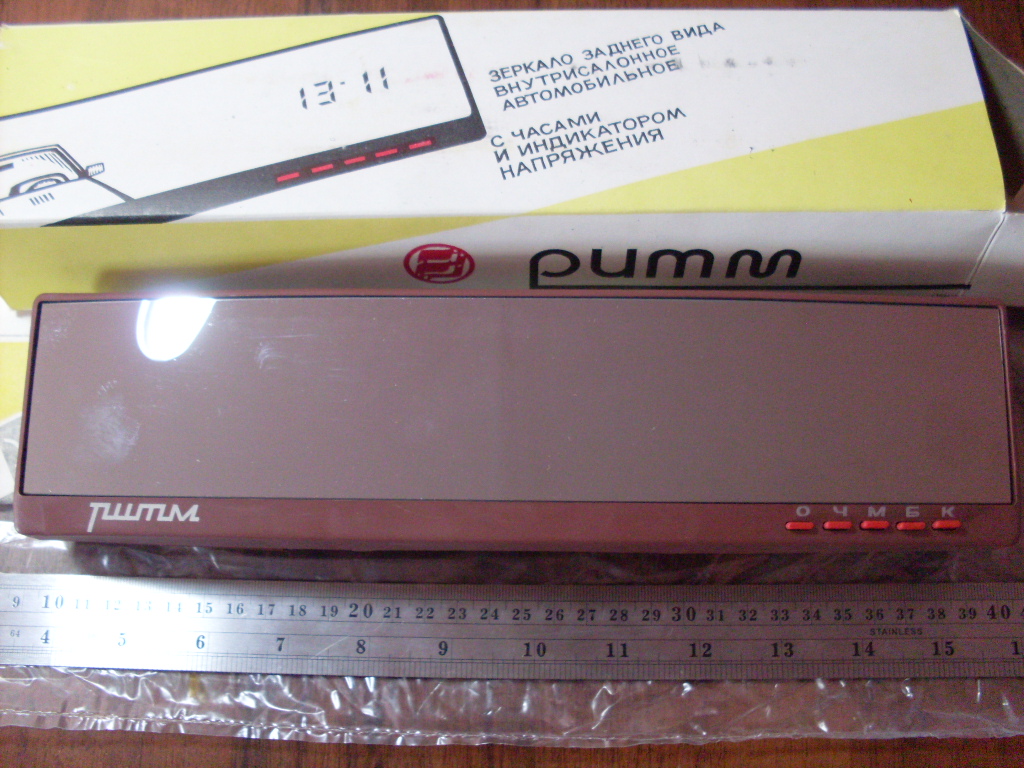 13:11
ЗЕРКАЛО ЗАДНЕГО ВИДА
ВНУТРИСАЛОННОЕ
АВТОМОБИЛЬНОЕ
С ЧАСАМИ
И ИНДИКАТОРОМ
НАПРЯЖЕНИЯ
Ритм
Ритм
О Ч М Б К
9 10 11 12 13 14 15 16 17 18 19 20 21 22 23 24 25 26 27 28 29 30 31 32 33 34 35 36 37 38 39 40
STAINLESS
64 4 5 6 7 8 9 10 11 12 13 14 15